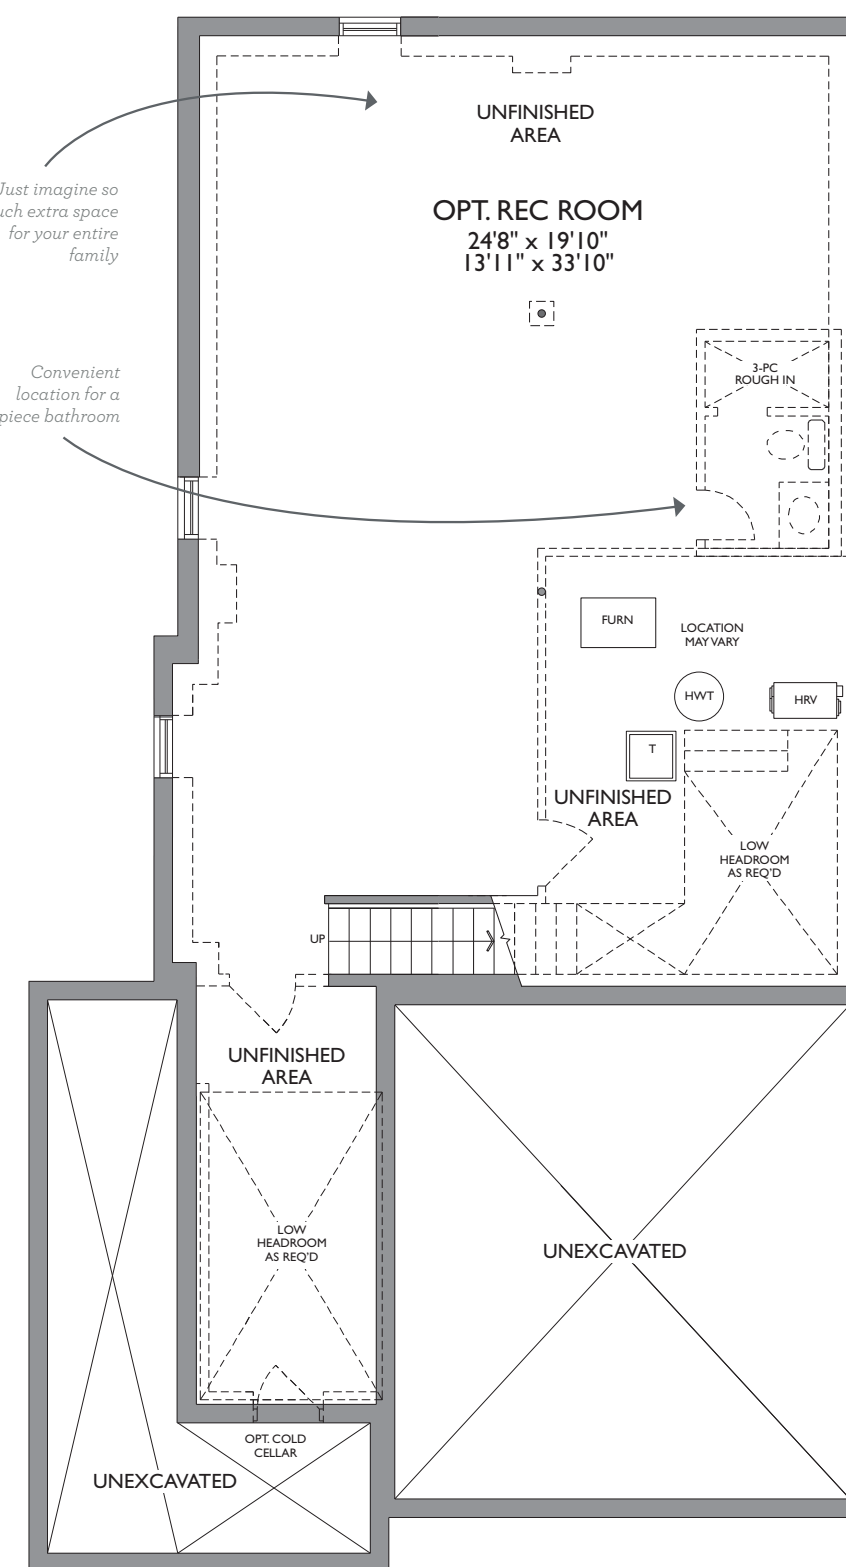 UNFINISHED
AREA
Just imagine so
extra space
for your entire
family
OPT. REC ROOM
24'8" x 19'10"
13'11" x 33'10"
Convenient
location for a
piece bathroom
3-PC
ROUGH IN
FURN
LOCATION
MAY VARY
HWT
HRV
T
UNFINISHED
AREA
LOW
HEADROOM
AS REQ'D
UP
UNFINISHED
AREA
LOW
HEADROOM
AS REQ'D
UNEXCAVATED
OPT. COLD
CELLAR
UNEXCAVATED